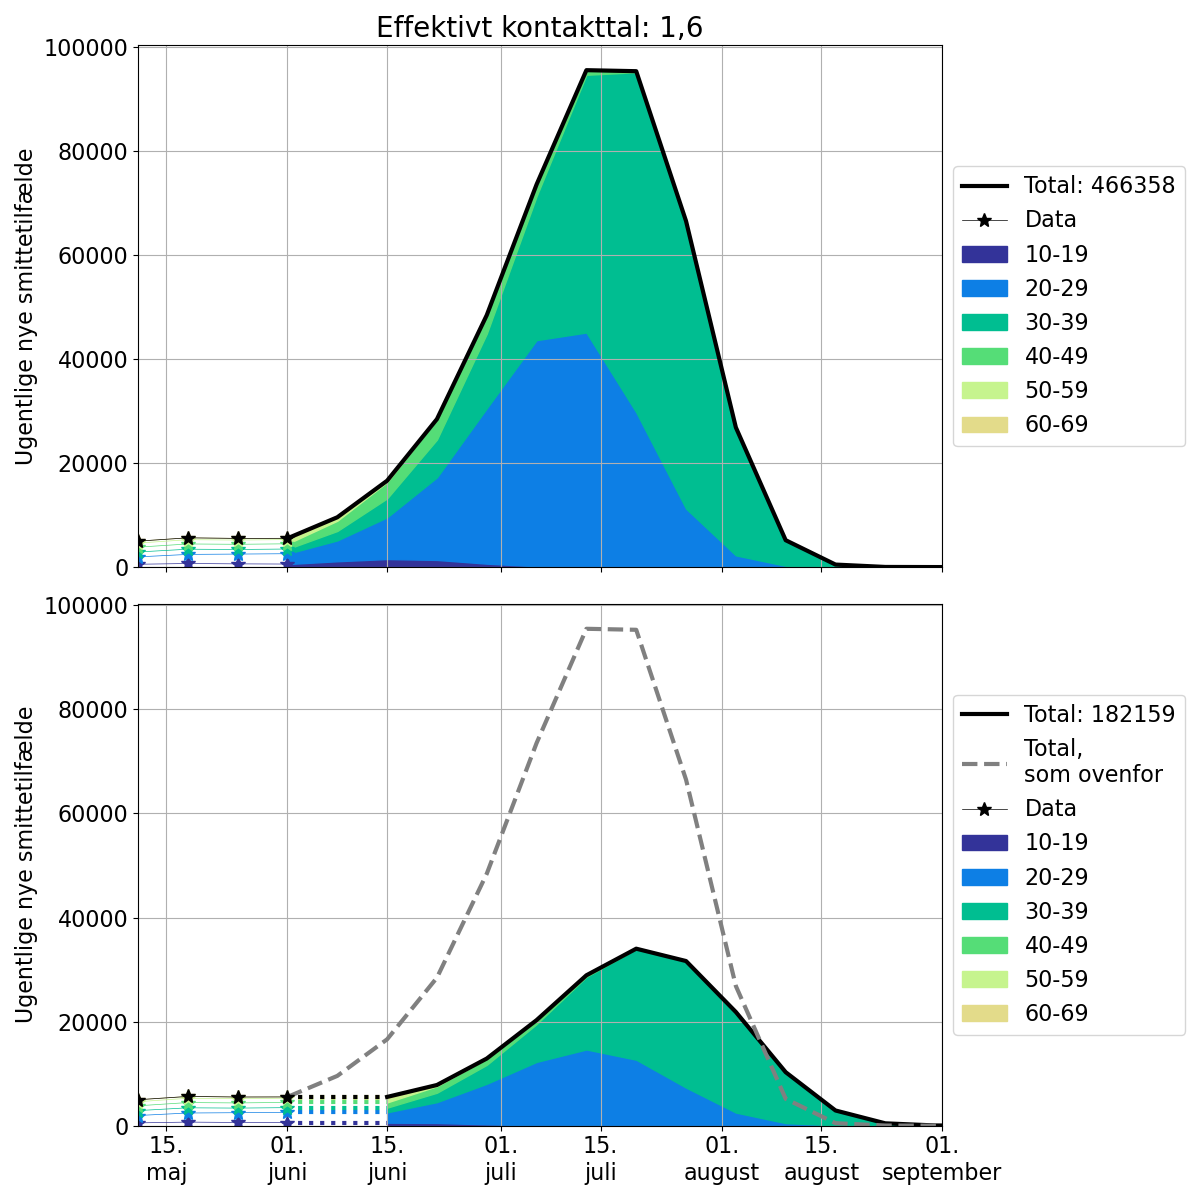 Effektivt kontakttal: 1,6
100000
80000
60000
40000
20000
0
Ugentlige nye smittetilfælde
Total: 466358
Data
10-19
20-29
30-39
40-49
50-59
60-69
100000
80000
60000
40000
20000
0
Ugentlige nye smittetilfælde
Total: 182159
Total,
som ovenfor
Data
10-19
20-29
30-39
40-49
50-59
60-69
15.
maj
01.
juni
15.
juni
01.
juli
15.
juli
01.
august
15.
august
01.
september